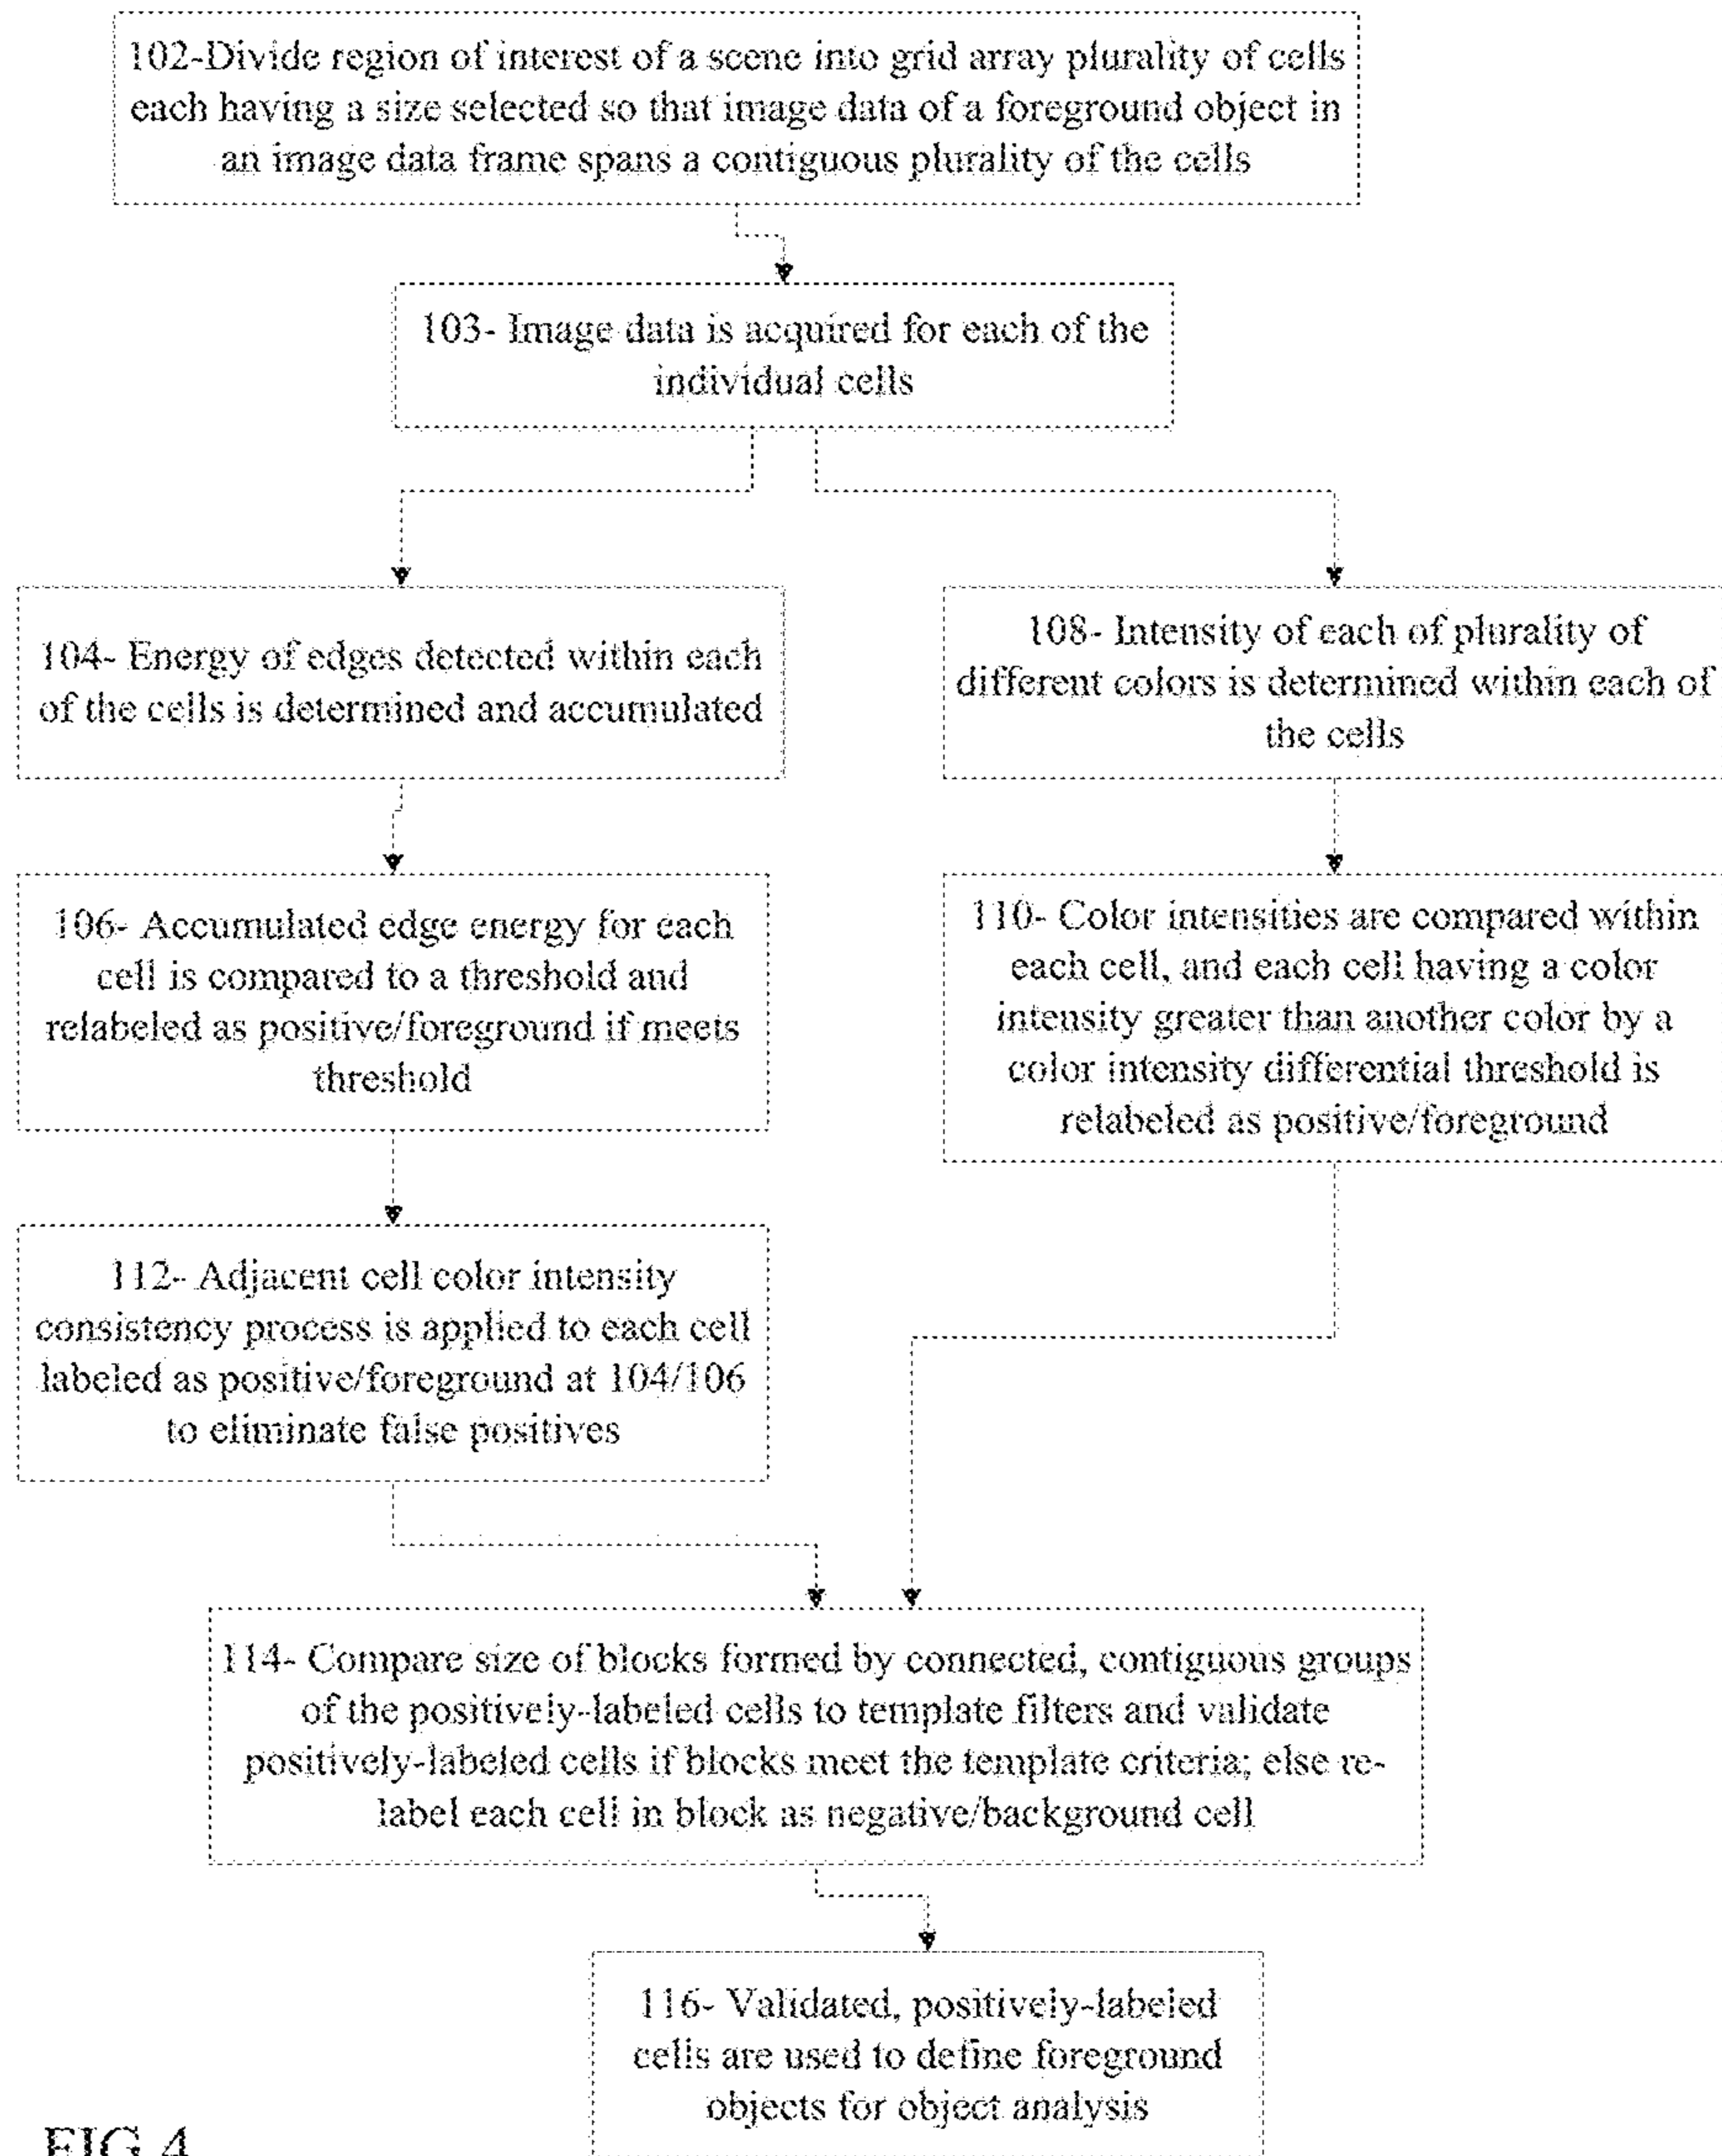 102-Divide region of interest of a scene into grid array plurality of cells
each having a size selected so that image data of a foreground object in
an image data frame spans a contiguous plurality of the cells
103- Image data is acquired for each of the
individual cells
104- Energy of edges detected within each
of the cells is determined and accumulated
108- Intensity of each of plurality of
different colors is determined within each of
the cells
106- Accumulated edge energy for each
cell is compared to a threshold and
relabeled as positive/foreground if meets
threshold
110- Color intensities are compared within
each cell, and each cell having a color
intensity greater than another color by a
color intensity differential threshold is
relabeled as positive/foreground
112- Adjacent cell color intensity
consistency process is applied to each cell
labeled as positive/foreground at 104/106
to eliminate false positives
114- Compare size of blocks formed by connected, contiguous groups
of the positively-labeled cells to template filters and validate
positively-labeled cells if blocks meet the template criteria; else re-
label each cell in block as negative/background cell
116- Validated, positively-labeled
cells are used to define foreground
objects for object analysis
FIG 4